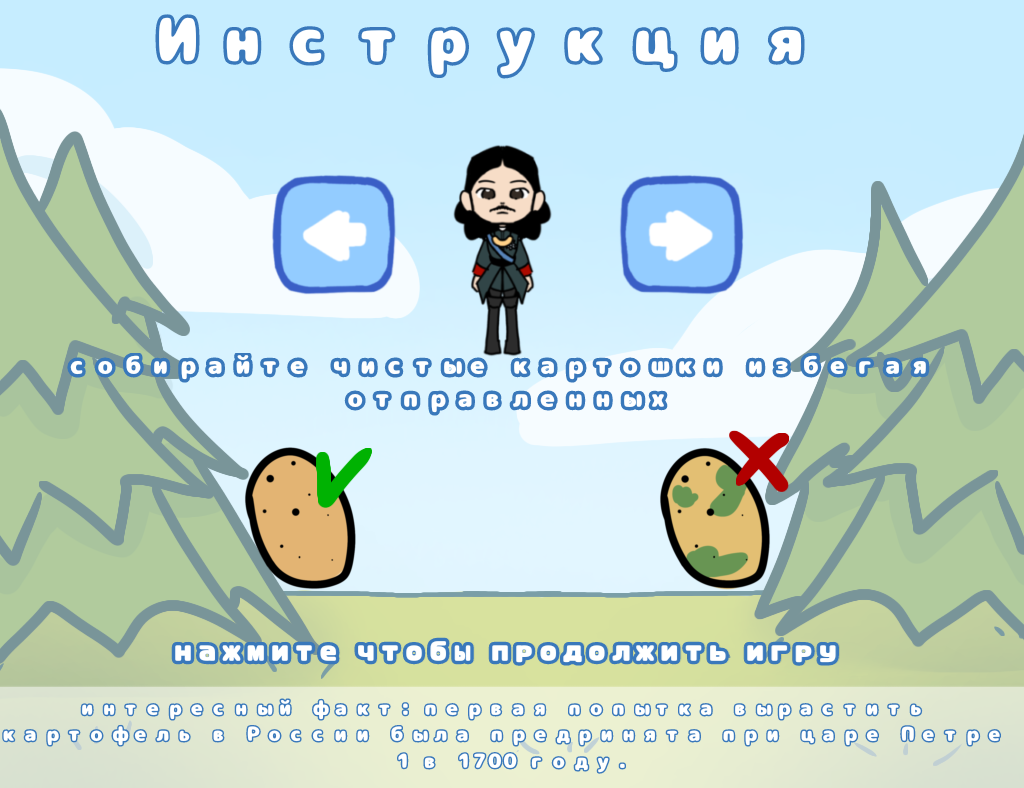 Инструкция
собирайте чистые картошки избегая
отправленных
нажмите чтобы продолжить игру
интересный факт:первая попытка вырастить
картофель в России была предринята при царе Петре
1 в 1700 году.